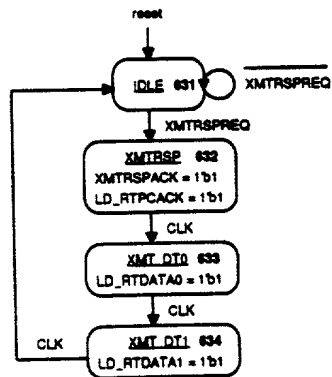 reset
IDLE 631
XMTRSPREQ
XMTRSPREQ
XMTRSP 632
XMTRSPACK = 1'b1
LD_RTPCACK = 1'b1
CLK
XMT_DT0 633
LD_RTDATA0 = 1'b1
CLK
CLK
XMT_DT1 634
LD_RTDATA1 = 1'b1